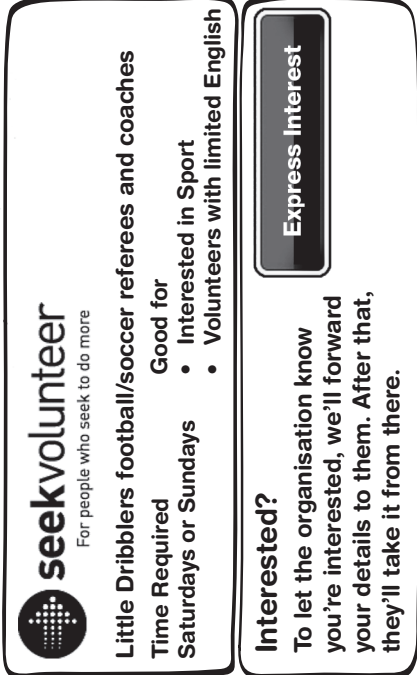 seekvolunteer
For people who seek to do more
Little Dribblers football/soccer referees and coaches
Time Required
Saturdays or Sundays
Good for
• Interested in Sport
• Volunteers with limited English
Interested?
To let the organisation know
you're interested, we'll forward
your details to them. After that,
they'll take it from there.
Express Interest